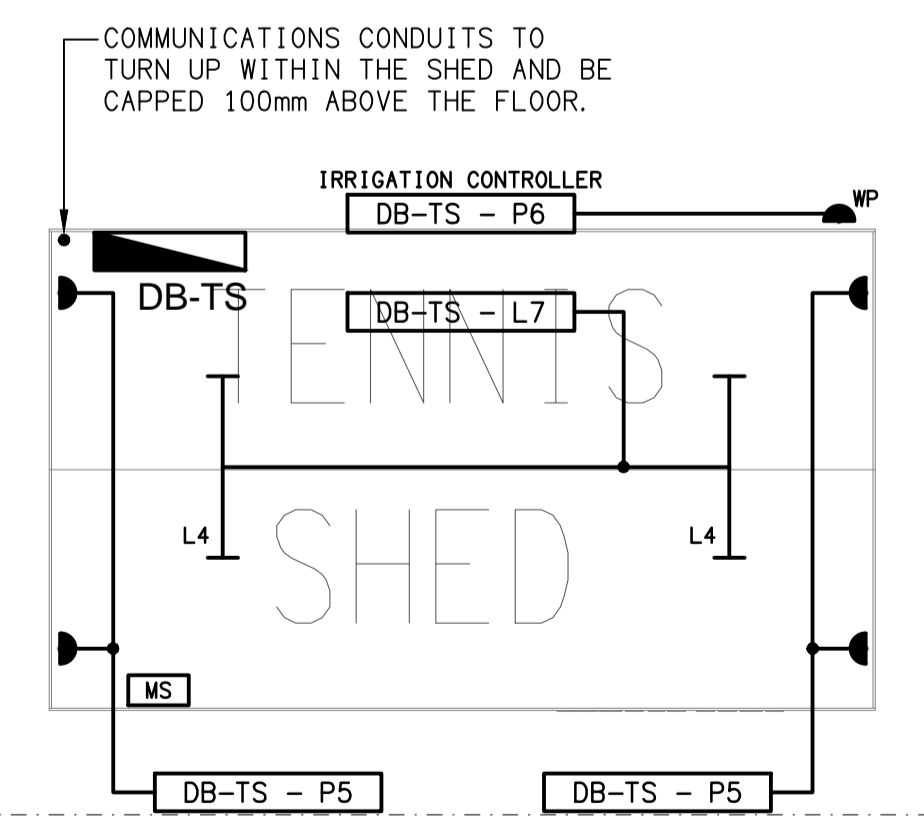 COMMUNICATIONS CONDUITS TO
TURN UP WITHIN THE SHED AND BE
CAPPED 100mm ABOVE THE FLOOR.
IRRIGATION CONTROLLER
DB-TS - P6
WP
DB-TS
DB-TS - L7
TENNIS
SHED
L4
L4
MS
DB-TS - P5
DB-TS - P5